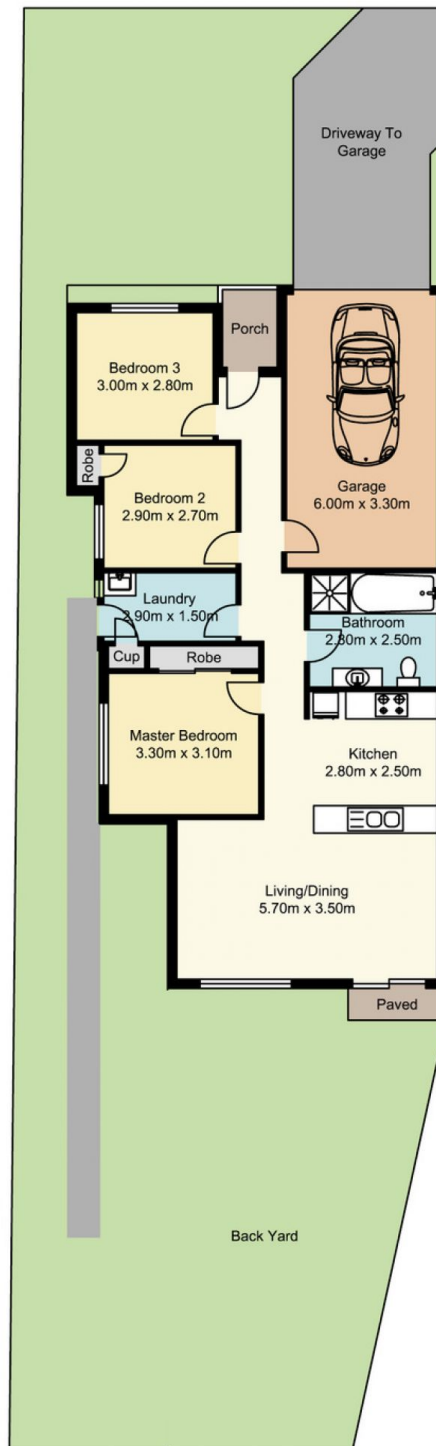 Driveway To
Garage
Porch
Bedroom 3
3.00m x 2.80m
Robe
Garage
6.00m x 3.30m
Bedroom 2
2.90m x 2.70m
Laundry
2.90m x 1.50m
Bathroom
2.80m x 2.50m
Cup
Robe
Master Bedroom
3.30m x 3.10m
Kitchen
2.80m x 2.50m
Living/Dining
5.70m x 3.50m
Paved
Back Yard